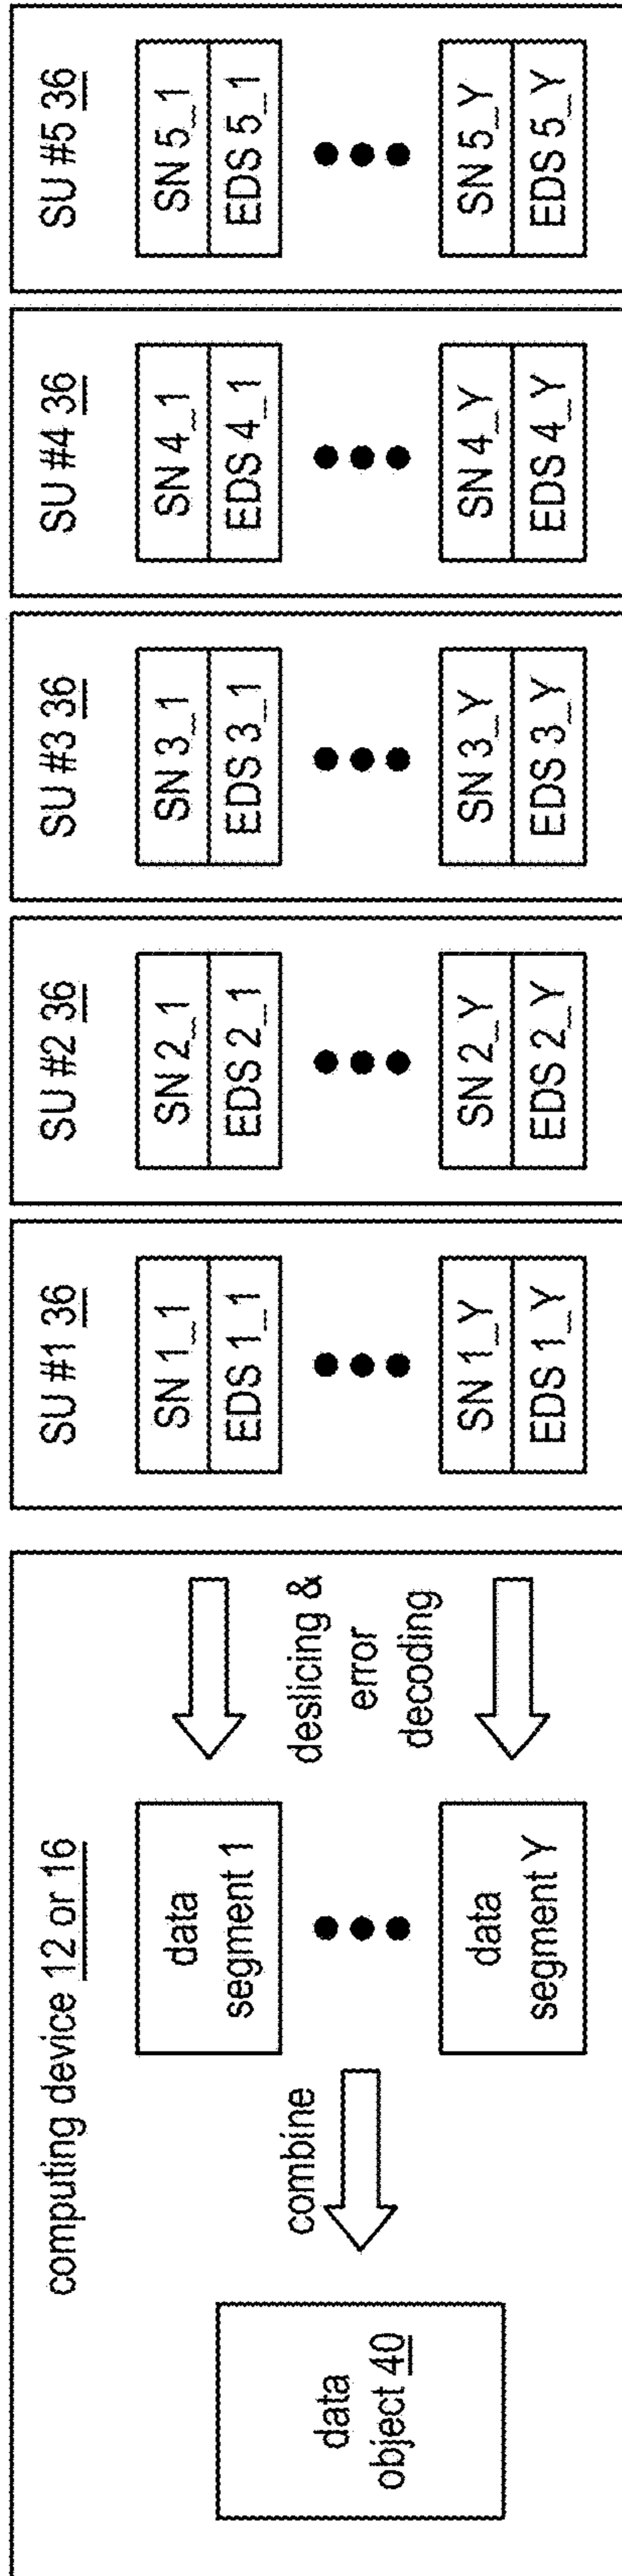 computing device 12 or 16
data
object 40
combine
data
segment 1
data
segment Y
deslicing &
error
decoding
SU #1 36
SN 1_1
EDS 1_1
SN 1_Y
EDS 1_Y
SU #2 36
SN 2_1
EDS 2_1
SN 2_Y
EDS 2_Y
SU #3 36
SN 3_1
EDS 3_1
SN 3_Y
EDS 3_Y
SU #4 36
SN 4_1
EDS 4_1
SN 4_Y
EDS 4_Y
SU #5 36
SN 5_1
EDS 5_1
SN 5_Y
EDS 5_Y